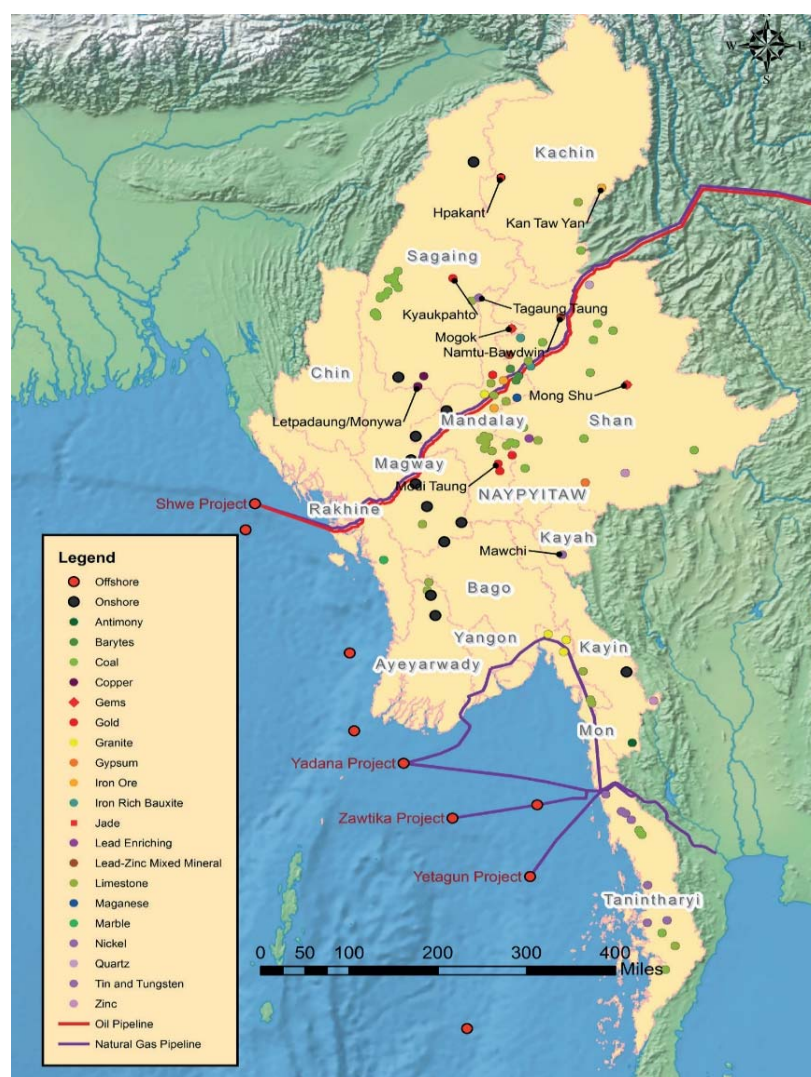 N
W
E
S
Kachin
Hpakant
Kan Taw Yan
Sagaing
Kyaukpahto
Tagaung Taung
Mogok
Namtu-Bawdwin
Chin
Mong Shu
Letpadaung/Monywa
Mandalay
Shan
Magway
Modi Taung
NAYPYITAW
Shwe Project
Rakhine
Kayah
Mawchi
Bago
Yangon
Kayin
Ayeyarwady
Mon
Yadana Project
Zawtika Project
Yetagun Project
Tanintharyi
0 50 100 200 300 400
Miles
Legend
Offshore
Onshore
Antimony
Barytes
Coal
Copper
Gems
Gold
Granite
Gypsum
Iron Ore
Iron Rich Bauxite
Jade
Lead Enriching
Lead-Zinc Mixed Mineral
Limestone
Maganese
Marble
Nickel
Quartz
Tin and Tungsten
Zinc
Oil Pipeline
Natural Gas Pipeline